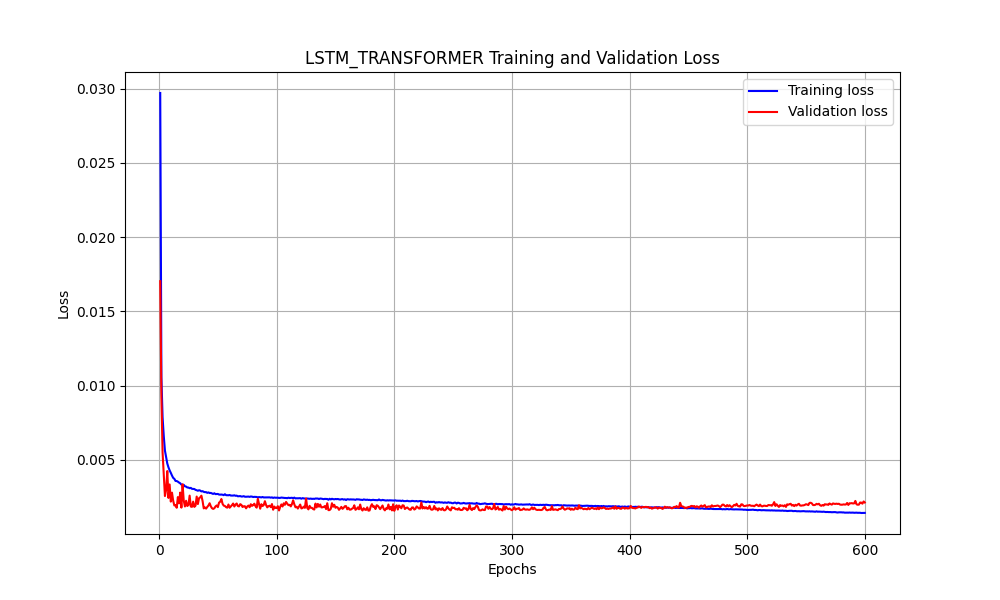 LSTM_TRANSFORMER Training and Validation Loss
Training loss
Validation loss
0.030
0.025
0.020
0.015
0.010
0.005
Loss
0 100 200 300 400 500 600
Epochs